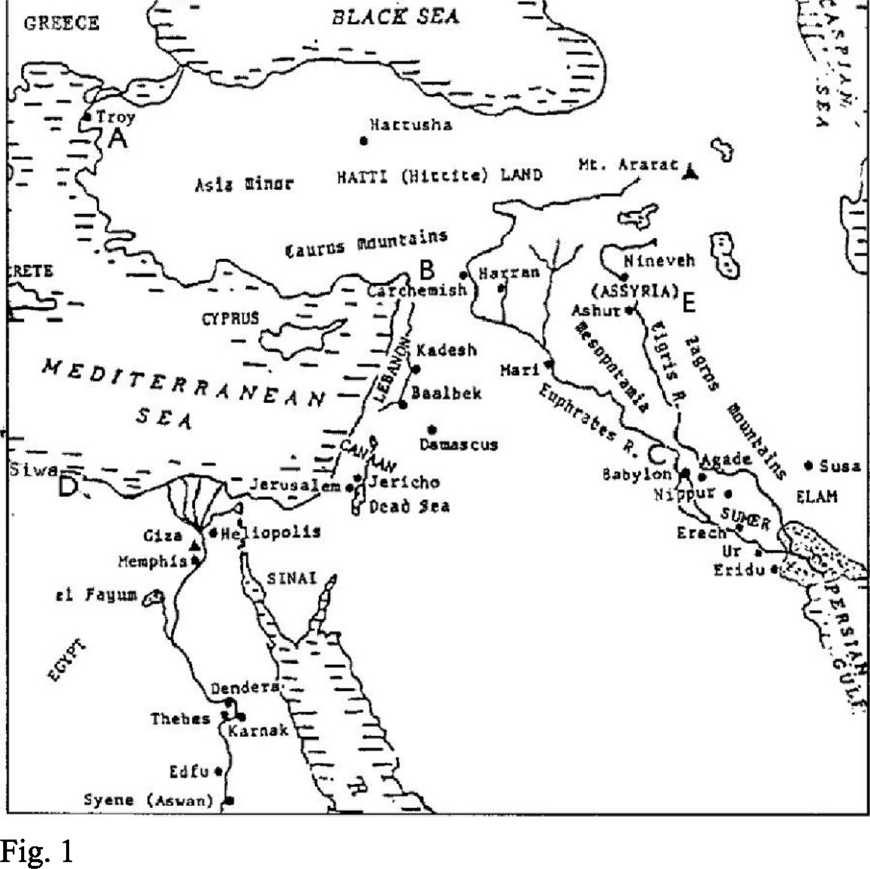 GREECE
BLACK SEA
CASPIAN
SEA
Troy
A
Hattusha
Asia Minor
HATTI (Hittite) LAND
Mt. Ararat
Taurus Mountains
CRETE
B
Carchemish
Harran
Nineveh
(ASSYRIA)
E
Ashur
CYPRUS
Mesopotamia
Tigris R.
Zagros Mountains
LEBANON
Kadesh
Mari
MEDITERRANEAN
SEA
Baalbek
Euphrates R.
Damascus
CANAAN
C
Siwa
D
Babylon
Agade
Susa
Jerusalem
Jericho
Nippur
ELAM
Dead Sea
SUMER
Giza
Heliopolis
Erech
Memphis
Ur
Eridu
el Fayum
SINAI
PERSIAN
GULF
EGYPT
Dendera
Thebes
Karnak
Edfu
R
Syene (Aswan)
Fig. 1